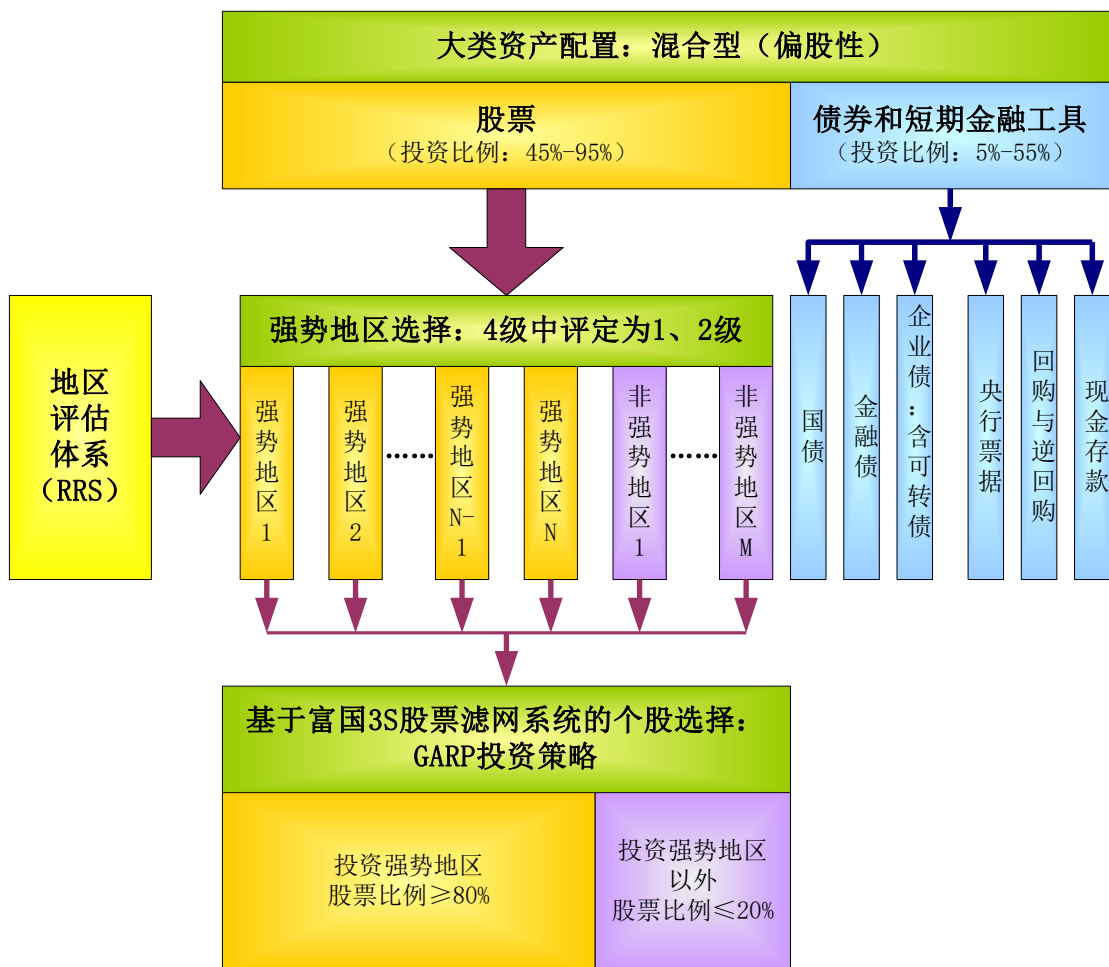 大类资产配置：混合型（偏股性）
股票
（投资比例：45%-95%）
债券和短期金融工具
（投资比例：5%-55%）
地区
评估
体系
（RRS）
强势地区选择：4级中评定为1、2级
强势地区1
强势地区2
……
强势地区N-1
强势地区N
非强势地区1
……
非强势地区M
国债
金融债
企业债：含可转债
央行票据
回购与逆回购
现金存款
基于富国3S股票滤网系统的个股选择：
GARP投资策略
投资强势地区
股票比例≥80%
投资强势地区
以外
股票比例≤20%